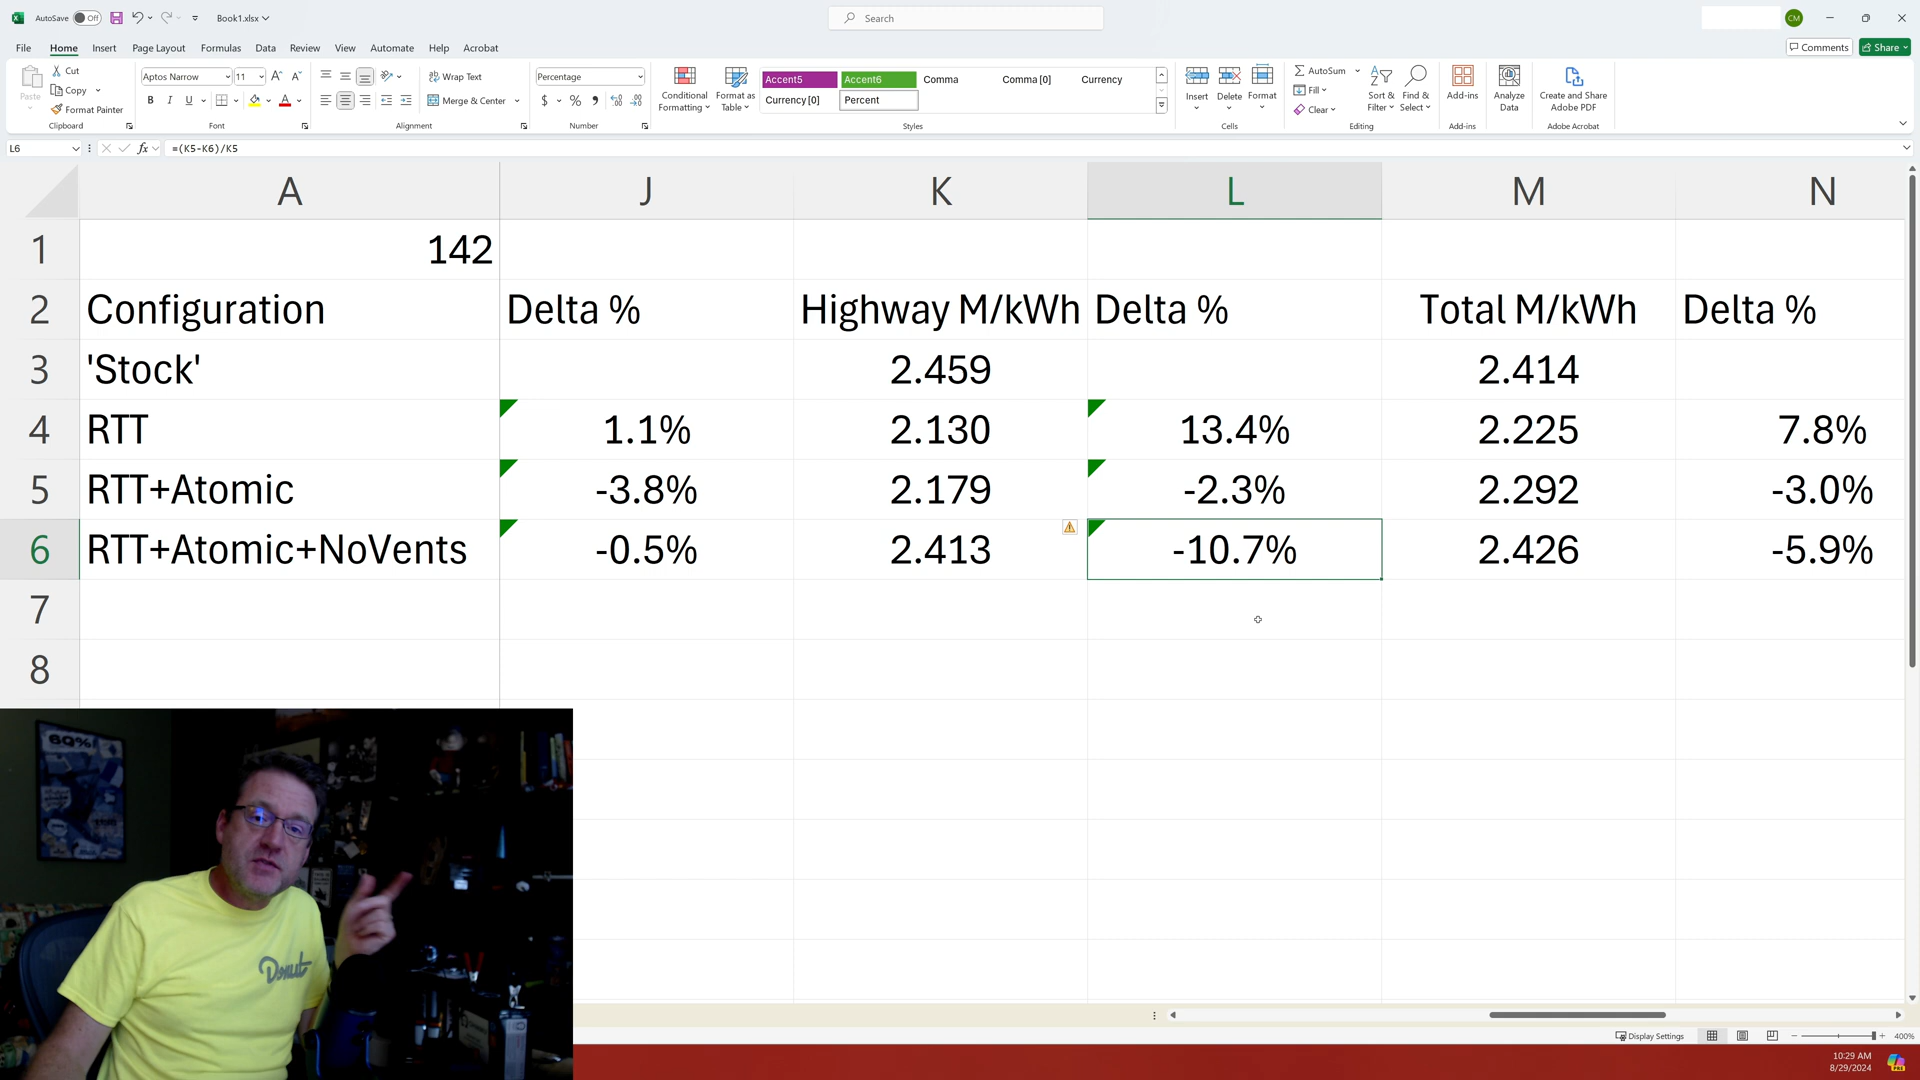 AutoSave Off Book1.xlsx Search CM
File Home Insert Page Layout Formulas Data Review View Automate Help Acrobat Comments Share
Paste Cut Copy Format Painter Clipboard
Aptos Narrow 11 B I U Font
Wrap Text Merge & Center Alignment
Percentage $ % Number
Conditional Formatting Format as Table
Accent5 Accent6 Comma Comma [0] Currency
Currency [0] Percent
Styles
Insert Delete Format Cells
AutoSum Fill Clear Sort & Filter Find & Select Editing
Add-ins Add-ins
Analyze Data
Create and Share Adobe PDF Adobe Acrobat
L6 fx =(K5-K6)/K5
A J K L M N
1 142
2 Configuration Delta % Highway M/kWh Delta % Total M/kWh Delta %
3 'Stock' 2.459 2.414
4 RTT 1.1% 2.130 13.4% 2.225 7.8%
5 RTT+Atomic -3.8% 2.179 -2.3% 2.292 -3.0%
6 RTT+Atomic+NoVents -0.5% 2.413 -10.7% 2.426 -5.9%
7
8
6Q%!
Donut
Display Settings 400%
10:29 AM
8/29/2024